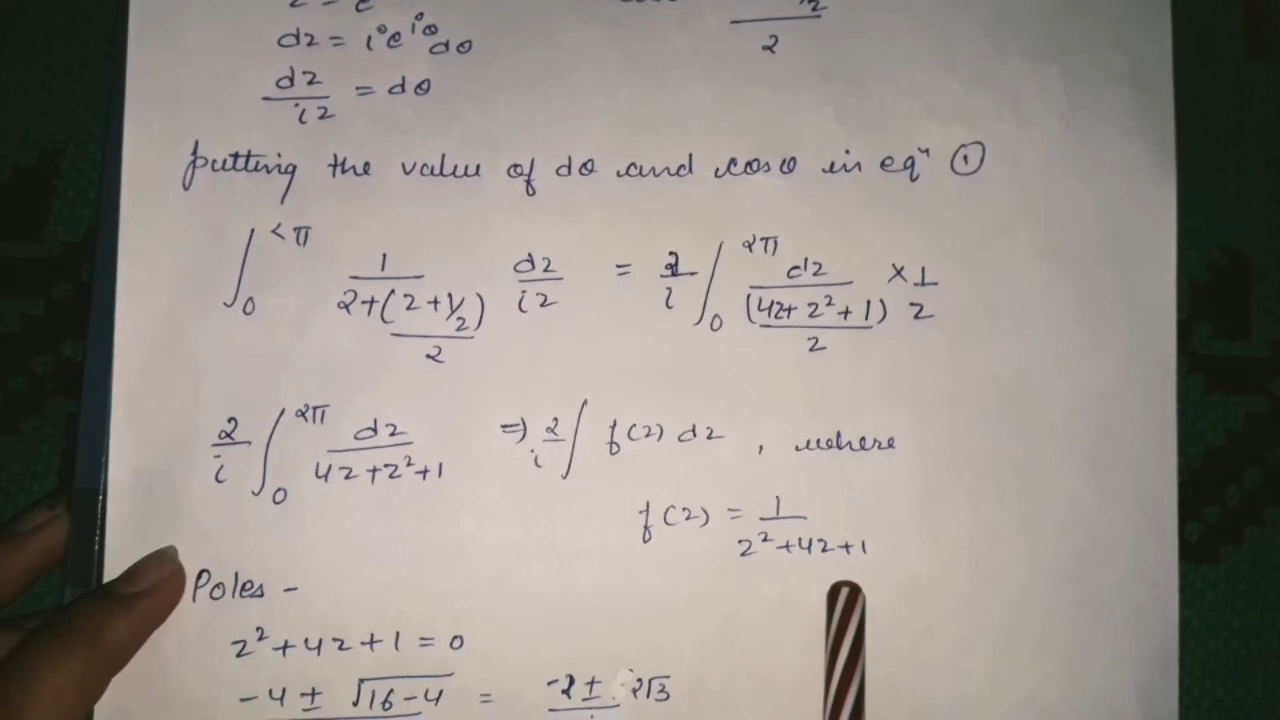 dz = i e^{iθ} dθ
2
dz/iz = dθ
putting the value of dθ and cosθ in eqⁿ ①
∫₀^{<π} 1/(2+(z+1/z)/2) dz/iz = 2/i ∫₀^{2π} dz/((4z+z²+1)/2) × 1/2
2/i ∫₀^{2π} dz/(4z+z²+1) ⇒ 2/i ∫ f(z) dz , where
f(z) = 1/(z²+4z+1)
Poles -
z²+4z+1 = 0
-4 ± √(16-4) = -2 ± 2√3